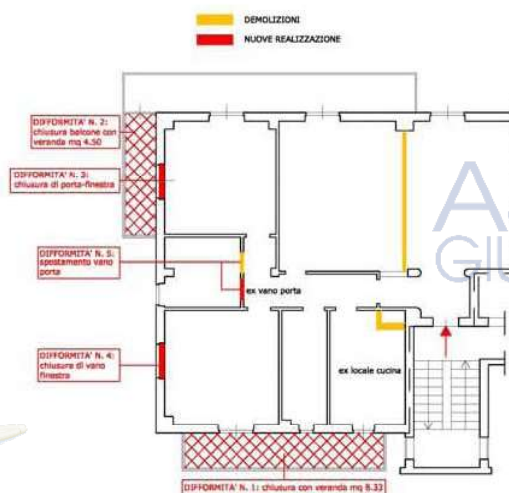 DEMOLIZIONI
NUOVE REALIZZAZIONE
DIFFORMITA' N. 2:
chiusura balcone con
veranda mq 4.50
DIFFORMITA' N. 3:
chiusura di porta-finestra
DIFFORMITA' N. 5:
spostamento vano
porta
ex vano porta
DIFFORMITA' N. 4:
chiusura di vano
finestra
ex locale cucina
DIFFORMITA' N. 1: chiusura con veranda mq 8.33